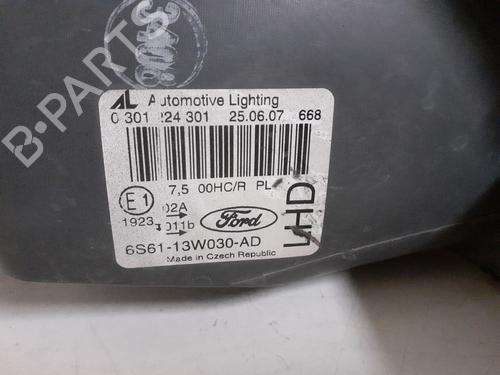 AL Automotive Lighting
0 301 224 301 25.06.07 668
7,5 00HC/R PL
E1
02A
1923
011b
Ford
LHD
6S61-13W030-AD
Made in Czech Republic
B-PARTS